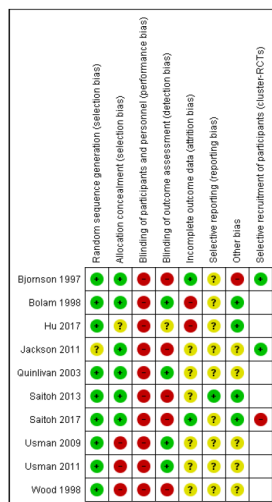 Random sequence generation (selection bias)
Allocation concealment (selection bias)
Blinding of participants and personnel (performance bias)
Blinding of outcome assessment (detection bias)
Incomplete outcome data (attrition bias)
Selective reporting (reporting bias)
Other bias
Selective recruitment of participants (cluster-RCTs)
Bjornson 1997 + + - - + ? - +
Bolam 1998 + + - + - ? +
Hu 2017 + ? - ? - ? +
Jackson 2011 ? + - - ? ? ? +
Quinlivan 2003 + + - + ? ? ?
Saitoh 2013 + + - - ? + +
Saitoh 2017 + + - - + ? + -
Usman 2009 + - - + ? ? ?
Usman 2011 + - - + ? ? ?
Wood 1998 + - - - ? ? ?